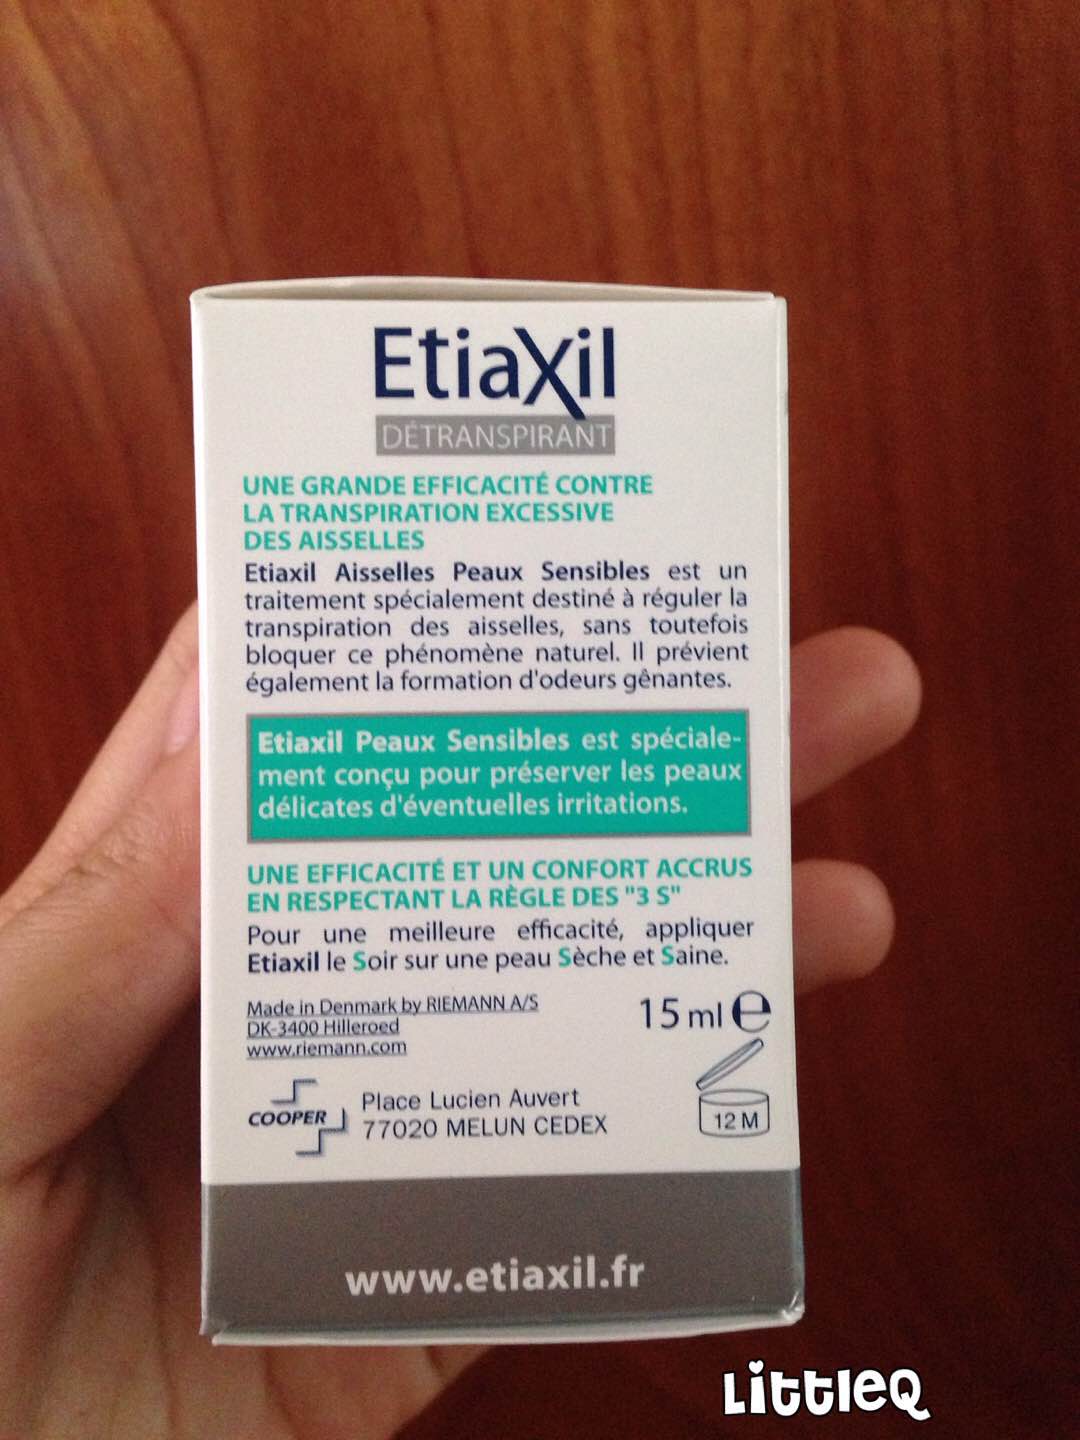 EtiaXil
DÉTRANSPIRANT
UNE GRANDE EFFICACITÉ CONTRE
LA TRANSPIRATION EXCESSIVE
DES AISSELLES
Etiaxil Aisselles Peaux Sensibles est un
traitement spécialement destiné à réguler la
transpiration des aisselles, sans toutefois
bloquer ce phénomène naturel. Il prévient
également la formation d'odeurs gênantes.
Etiaxil Peaux Sensibles est spéciale-
ment conçu pour préserver les peaux
délicates d'éventuelles irritations.
UNE EFFICACITÉ ET UN CONFORT ACCRUS
EN RESPECTANT LA RÈGLE DES "3 S"
Pour une meilleure efficacité, appliquer
Etiaxil le Soir sur une peau Sèche et Saine.
Made in Denmark by RIEMANN A/S
DK-3400 Hilleroed
www.riemann.com
15 ml e
COOPER
Place Lucien Auvert
77020 MELUN CEDEX
12 M
www.etiaxil.fr
LittleQ